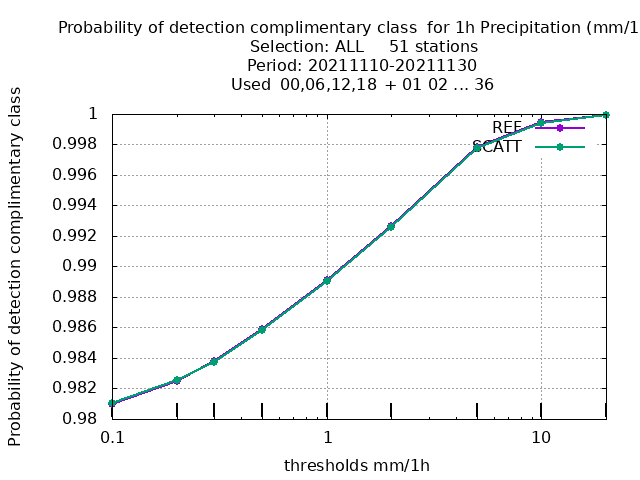 Probability of detection complimentary class for 1h Precipitation (mm/1
Selection: ALL 51 stations
Period: 20211110-20211130
Used 00,06,12,18 + 01 02 ... 36
Probability of detection complimentary class
1
0.998
0.996
0.994
0.992
0.99
0.988
0.986
0.984
0.982
0.98
REF
SCATT
0.1 1 10
thresholds mm/1h